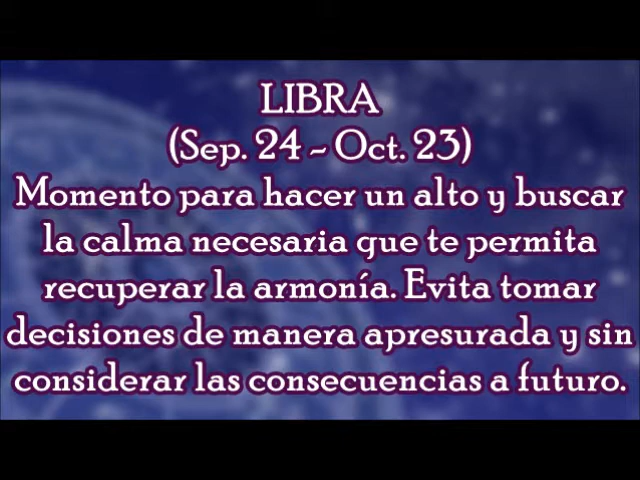 LIBRA
(Sep. 24 - Oct. 23)
Momento para hacer un alto y buscar
la calma necesaria que te permita
recuperar la armonía. Evita tomar
decisiones de manera apresurada y sin
considerar las consecuencias a futuro.